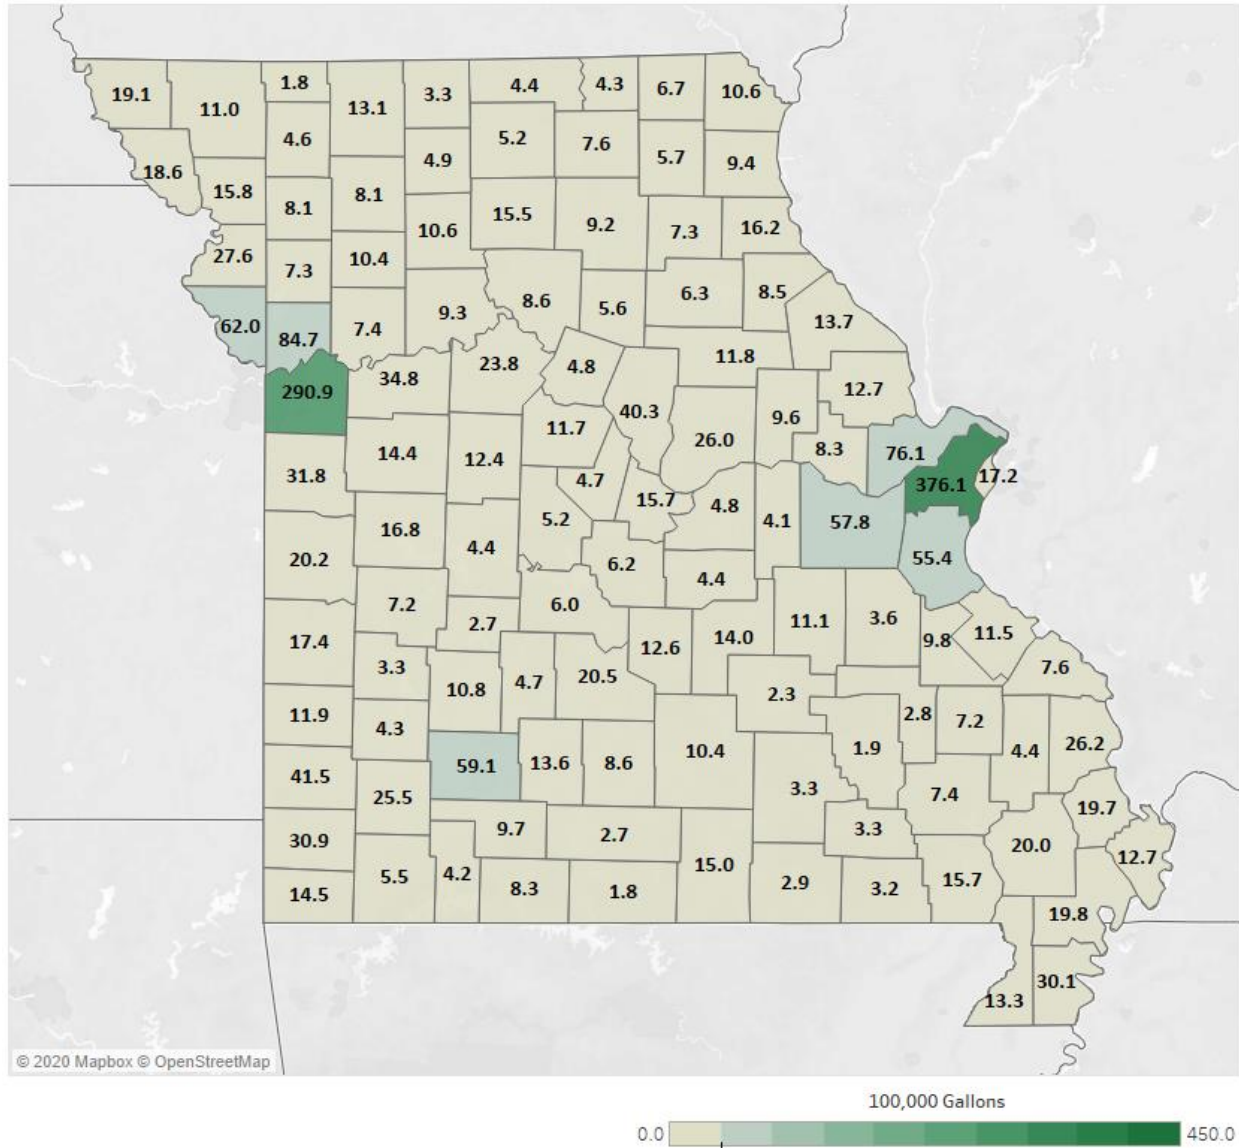 19.1 11.0 1.8 13.1 3.3 4.4 4.3 6.7 10.6
4.6 4.9 5.2 7.6 5.7 9.4
18.6 15.8 8.1 8.1 10.6 15.5 9.2 7.3 16.2
27.6 7.3 10.4 9.3 8.6 5.6 6.3 8.5 13.7
62.0 84.7 7.4 23.8 4.8 11.8
290.9 34.8 40.3 12.7
11.7 26.0 9.6 8.3 76.1
31.8 14.4 12.4 4.7 15.7 4.8 376.1 17.2
20.2 16.8 4.4 5.2 4.1 57.8 55.4
6.2 4.4
17.4 7.2 2.7 6.0 12.6 14.0 11.1 3.6 9.8 11.5
3.3 10.8 4.7 20.5 2.3 7.6
11.9 4.3 10.4 1.9 2.8 7.2 4.4 26.2
41.5 25.5 59.1 13.6 8.6 3.3 7.4 19.7
30.9 9.7 2.7 3.3 20.0 12.7
14.5 5.5 4.2 8.3 1.8 15.0 2.9 3.2 15.7
19.8
13.3 30.1
© 2020 Mapbox © OpenStreetMap
100,000 Gallons
0.0 450.0